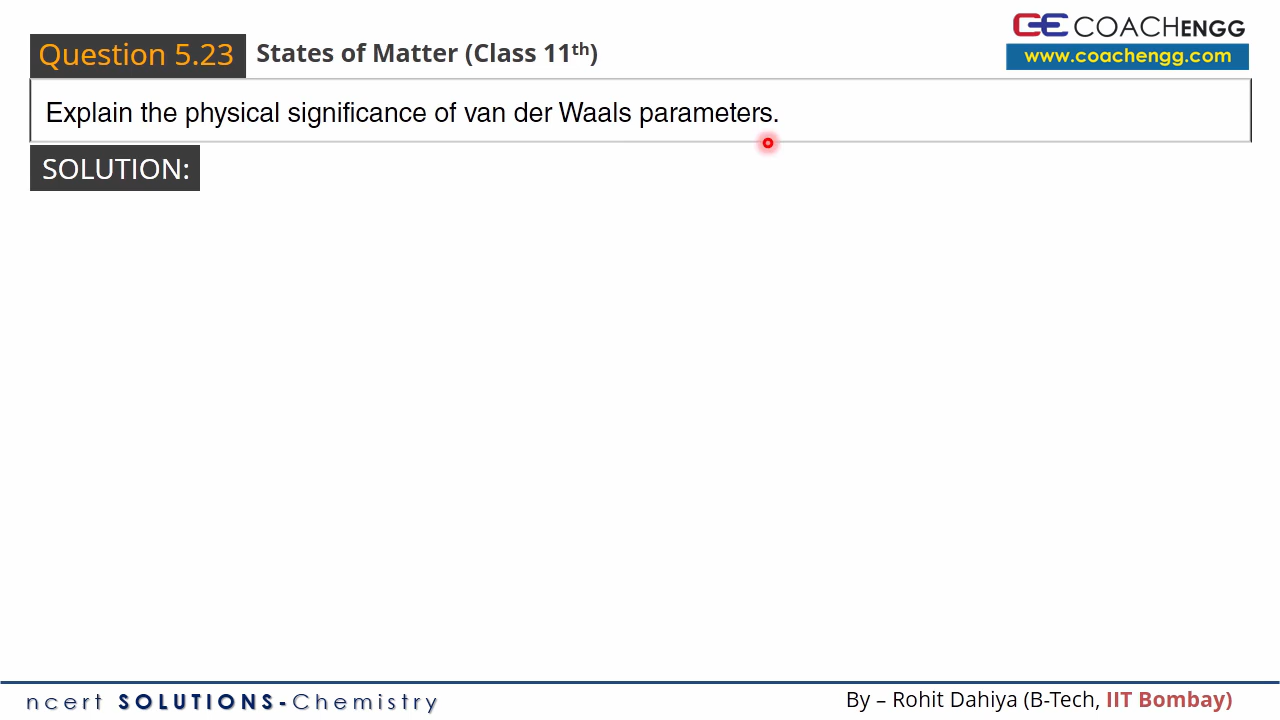 Question 5.23 States of Matter (Class 11th) COACHENGG
www.coachengg.com
Explain the physical significance of van der Waals parameters.
SOLUTION:
ncert SOLUTIONS-Chemistry By – Rohit Dahiya (B-Tech, IIT Bombay)